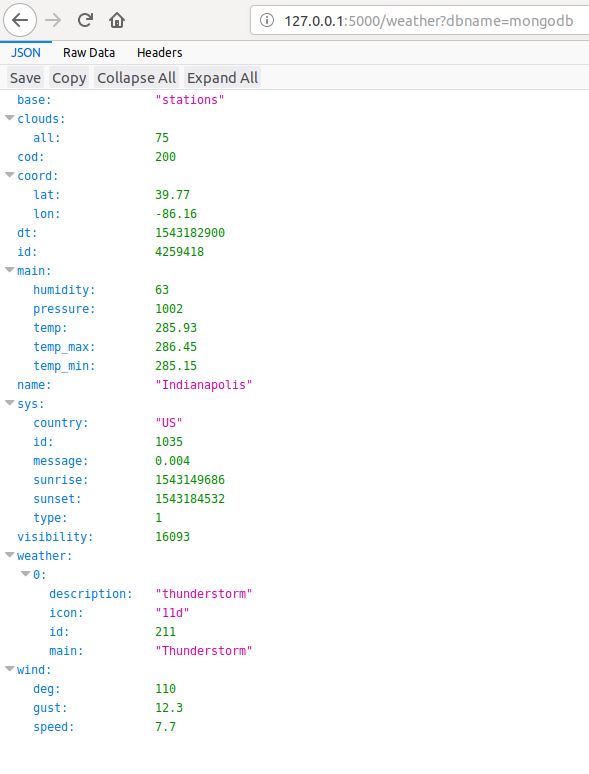 127.0.0.1:5000/weather?dbname=mongodb
JSON Raw Data Headers
Save Copy Collapse All Expand All
base: "stations"
clouds:
all: 75
cod: 200
coord:
lat: 39.77
lon: -86.16
dt: 1543182900
id: 4259418
main:
humidity: 63
pressure: 1002
temp: 285.93
temp_max: 286.45
temp_min: 285.15
name: "Indianapolis"
sys:
country: "US"
id: 1035
message: 0.004
sunrise: 1543149686
sunset: 1543184532
type: 1
visibility: 16093
weather:
0:
description: "thunderstorm"
icon: "11d"
id: 211
main: "Thunderstorm"
wind:
deg: 110
gust: 12.3
speed: 7.7